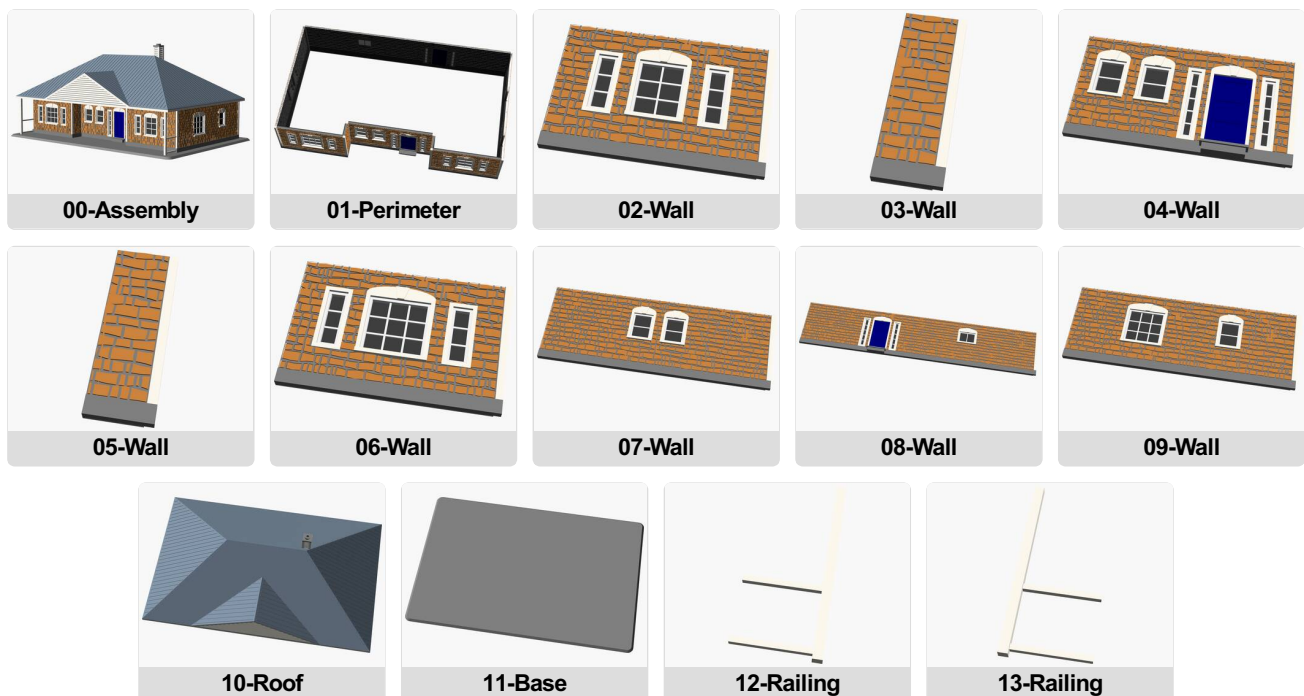 00-Assembly
01-Perimeter
02-Wall
03-Wall
04-Wall
05-Wall
06-Wall
07-Wall
08-Wall
09-Wall
10-Roof
11-Base
12-Railing
13-Railing